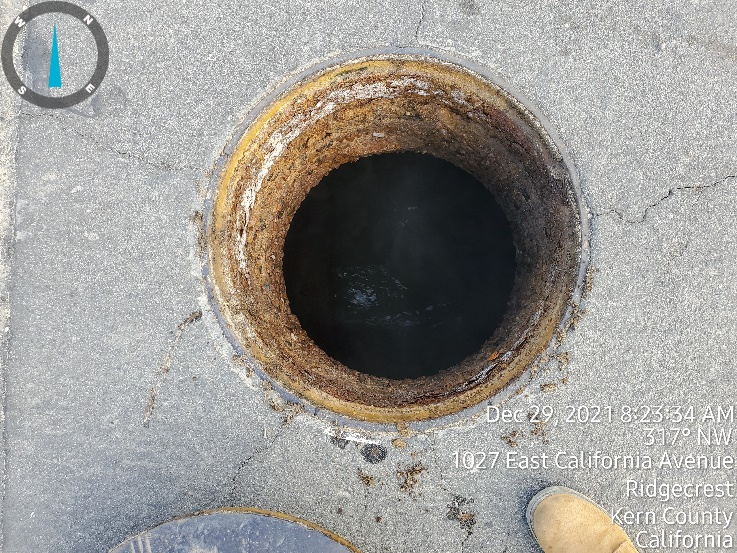 N
W
E
S
Dec 29, 2021 8:23:34 AM
317° NW
1027 East California Avenue
Ridgecrest
Kern County
California